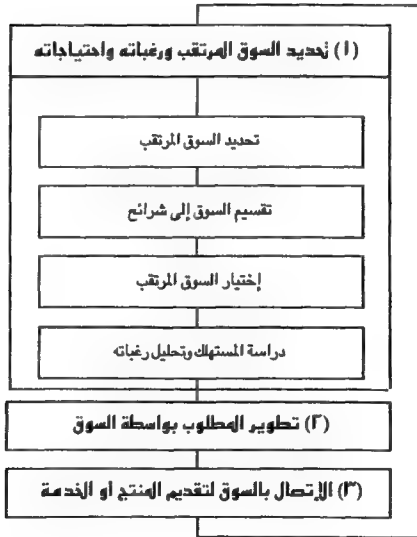 (١) تحديد السوق المرتقب ورغباته واحتياجاته
تحديد السوق المرتقب
تقسيم السوق إلى شرائح
إختيار السوق المرتقب
دراسة المستهلك وتحليل رغباته
(٢) تطوير المطلوب بواسطة السوق
(٣) الإتصال بالسوق لتقديم المنتج أو الخدمة